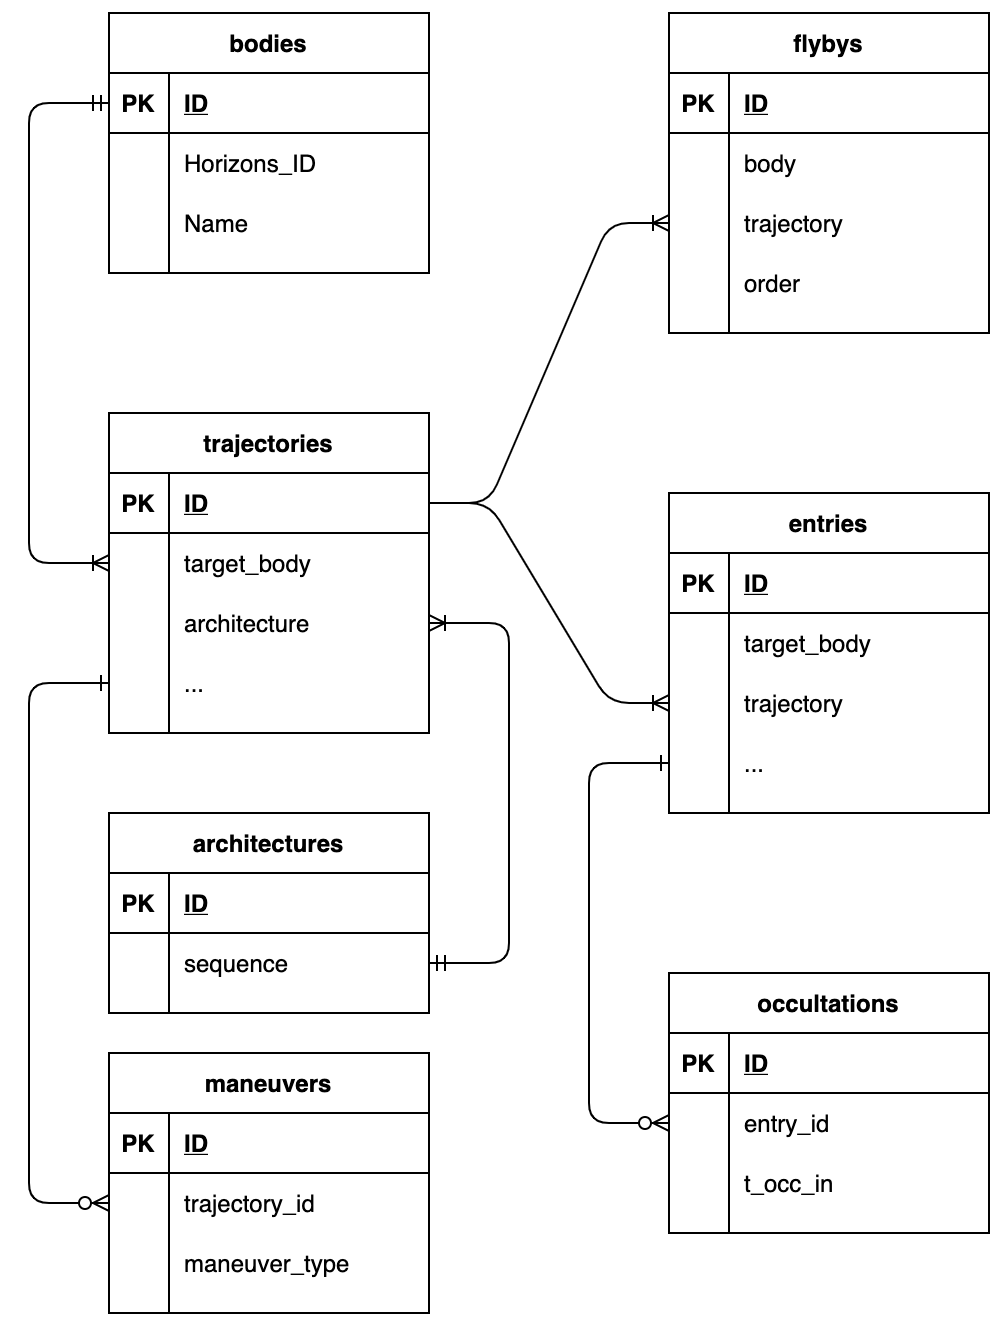 bodies
PK ID
Horizons_ID
Name
flybys
PK ID
body
trajectory
order
trajectories
PK ID
target_body
architecture
...
entries
PK ID
target_body
trajectory
...
architectures
PK ID
sequence
occultations
PK ID
entry_id
t_occ_in
maneuvers
PK ID
trajectory_id
maneuver_type